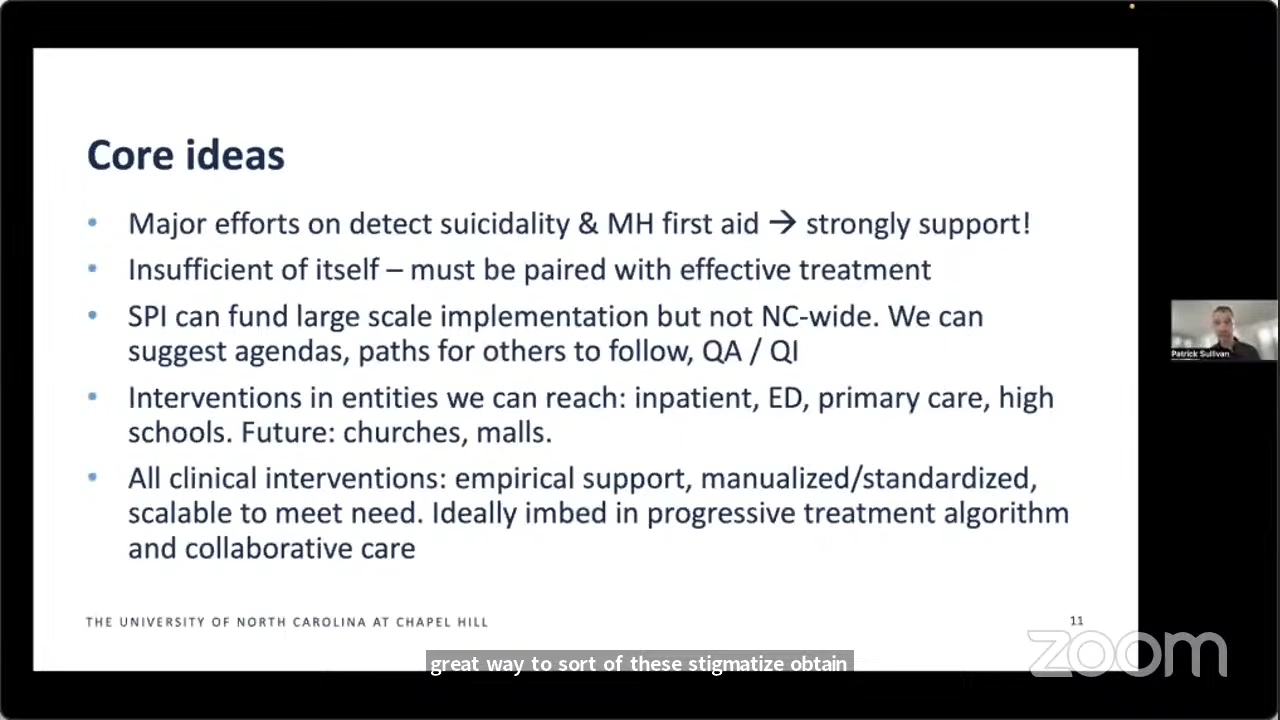 Core ideas
• Major efforts on detect suicidality & MH first aid → strongly support!
• Insufficient of itself – must be paired with effective treatment
• SPI can fund large scale implementation but not NC-wide. We can
suggest agendas, paths for others to follow, QA / QI
• Interventions in entities we can reach: inpatient, ED, primary care, high
schools. Future: churches, malls.
• All clinical interventions: empirical support, manualized/standardized,
scalable to meet need. Ideally imbed in progressive treatment algorithm
and collaborative care
THE UNIVERSITY OF NORTH CAROLINA AT CHAPEL HILL
11
Patrick Sullivan
great way to sort of these stigmatize obtain
zoom